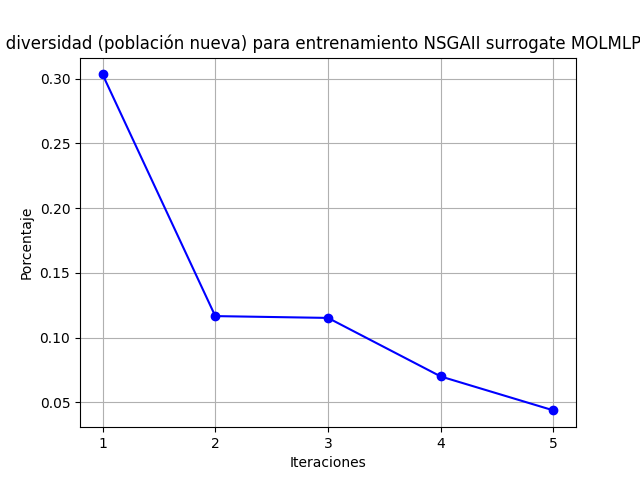 diversidad (población nueva) para entrenamiento NSGAII surrogate MOLMLP
0.30
0.25
0.20
0.15
0.10
0.05
Porcentaje
1 2 3 4 5
Iteraciones